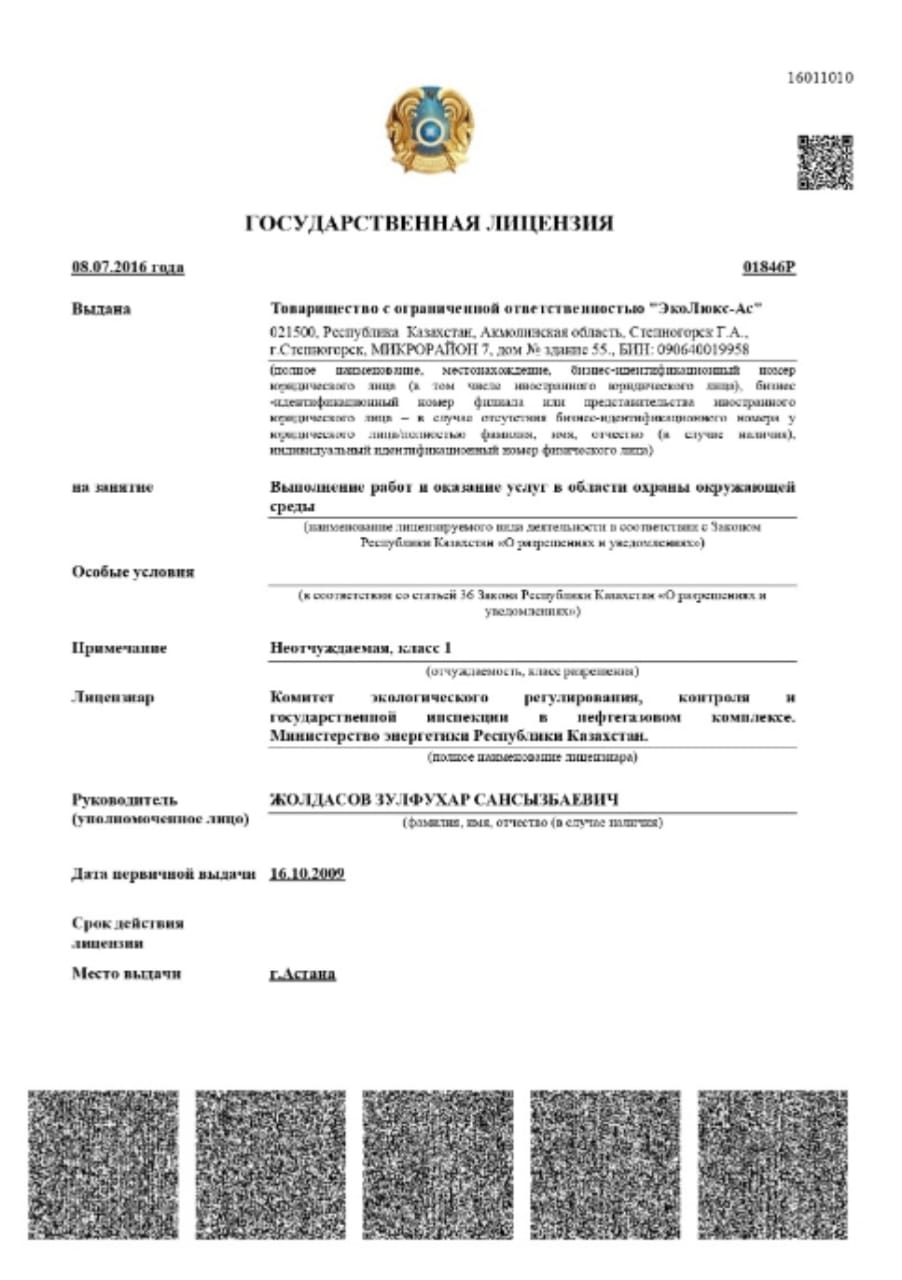 16011010
ГОСУДАРСТВЕННАЯ ЛИЦЕНЗИЯ
08.07.2016 года
01846Р
Выдана
Товарищество с ограниченной ответственностью "ЭкоЛюкс-Ас"
021500, Республика Казахстан, Акмолинская область, Степногорск Г.А.,
г.Степногорск, МИКРОРАЙОН 7, дом № здание 55., БИН: 090640019958
(полное наименование, местонахождение, бизнес-идентификационный номер
юридического лица (в том числе иностранного юридического лица), бизнес
-идентификационный номер филиала или представительства иностранного
юридического лица – в случае отсутствия бизнес-идентификационного номера у
юридического лица/полностью фамилия, имя, отчество (в случае наличия),
индивидуальный идентификационный номер физического лица)
на занятие
Выполнение работ и оказание услуг в области охраны окружающей
среды
(наименование лицензируемого вида деятельности в соответствии с Законом
Республики Казахстан «О разрешениях и уведомлениях»)
Особые условия
(в соответствии со статьей 36 Закона Республики Казахстан «О разрешениях и
уведомлениях»)
Примечание
Неотчуждаемая, класс 1
(отчуждаемость, класс разрешения)
Лицензиар
Комитет экологического регулирования, контроля и
государственной инспекции в нефтегазовом комплексе.
Министерство энергетики Республики Казахстан.
(полное наименование лицензиара)
Руководитель
(уполномоченное лицо)
ЖОЛДАСОВ ЗУЛФУХАР САНСЫЗБАЕВИЧ
(фамилия, имя, отчество (в случае наличия)
Дата первичной выдачи
16.10.2009
Срок действия
лицензии
Место выдачи
г.Астана